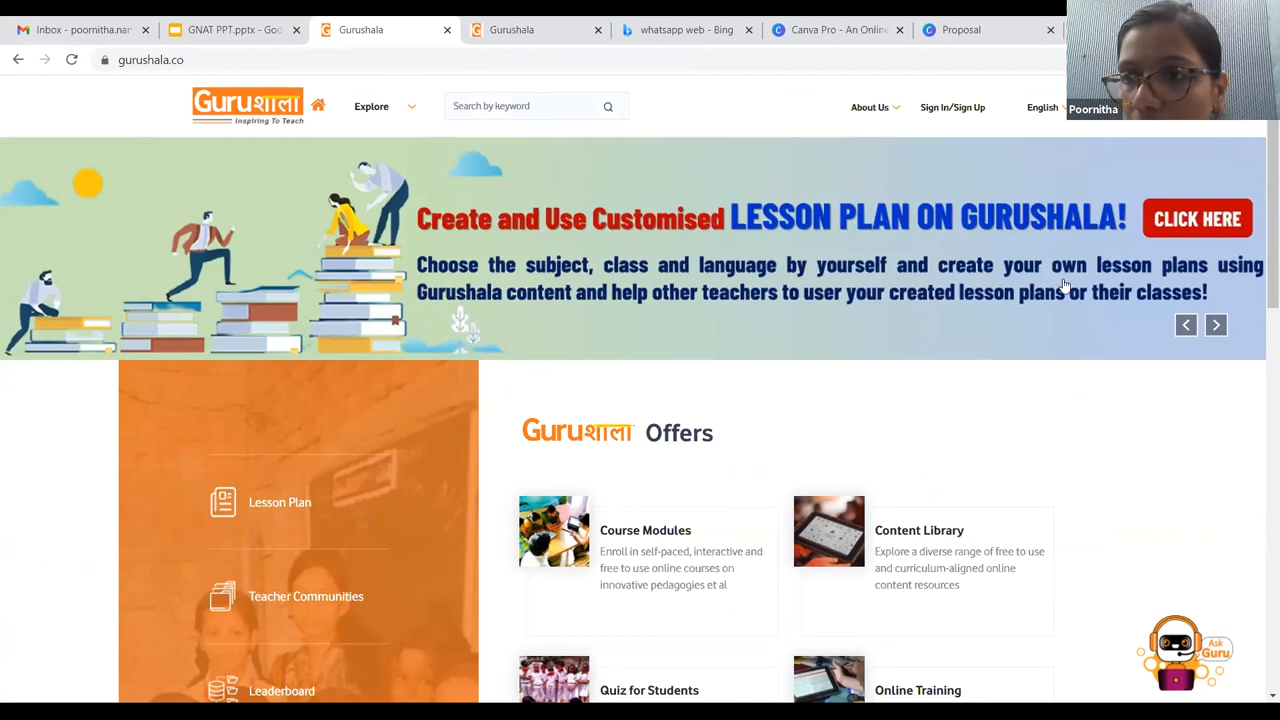 Inbox - poornitha.nar
GNAT PPT.pptx - Goo
Gurushala
Gurushala
whatsapp web - Bing
Canva Pro - An Online
Proposal
gurushala.co
Guruशाला
Inspiring To Teach
Explore
Search by keyword
About Us
Sign In/Sign Up
English
Poornitha
Create and Use Customised LESSON PLAN ON GURUSHALA!
CLICK HERE
Choose the subject, class and language by yourself and create your own lesson plans using
Gurushala content and help other teachers to user your created lesson plans or their classes!
Guruशाला Offers
Lesson Plan
Teacher Communities
Leaderboard
Course Modules
Enroll in self-paced, interactive and
free to use online courses on
innovative pedagogies et al
Content Library
Explore a diverse range of free to use
and curriculum-aligned online
content resources
Quiz for Students
Online Training
Ask
Guru